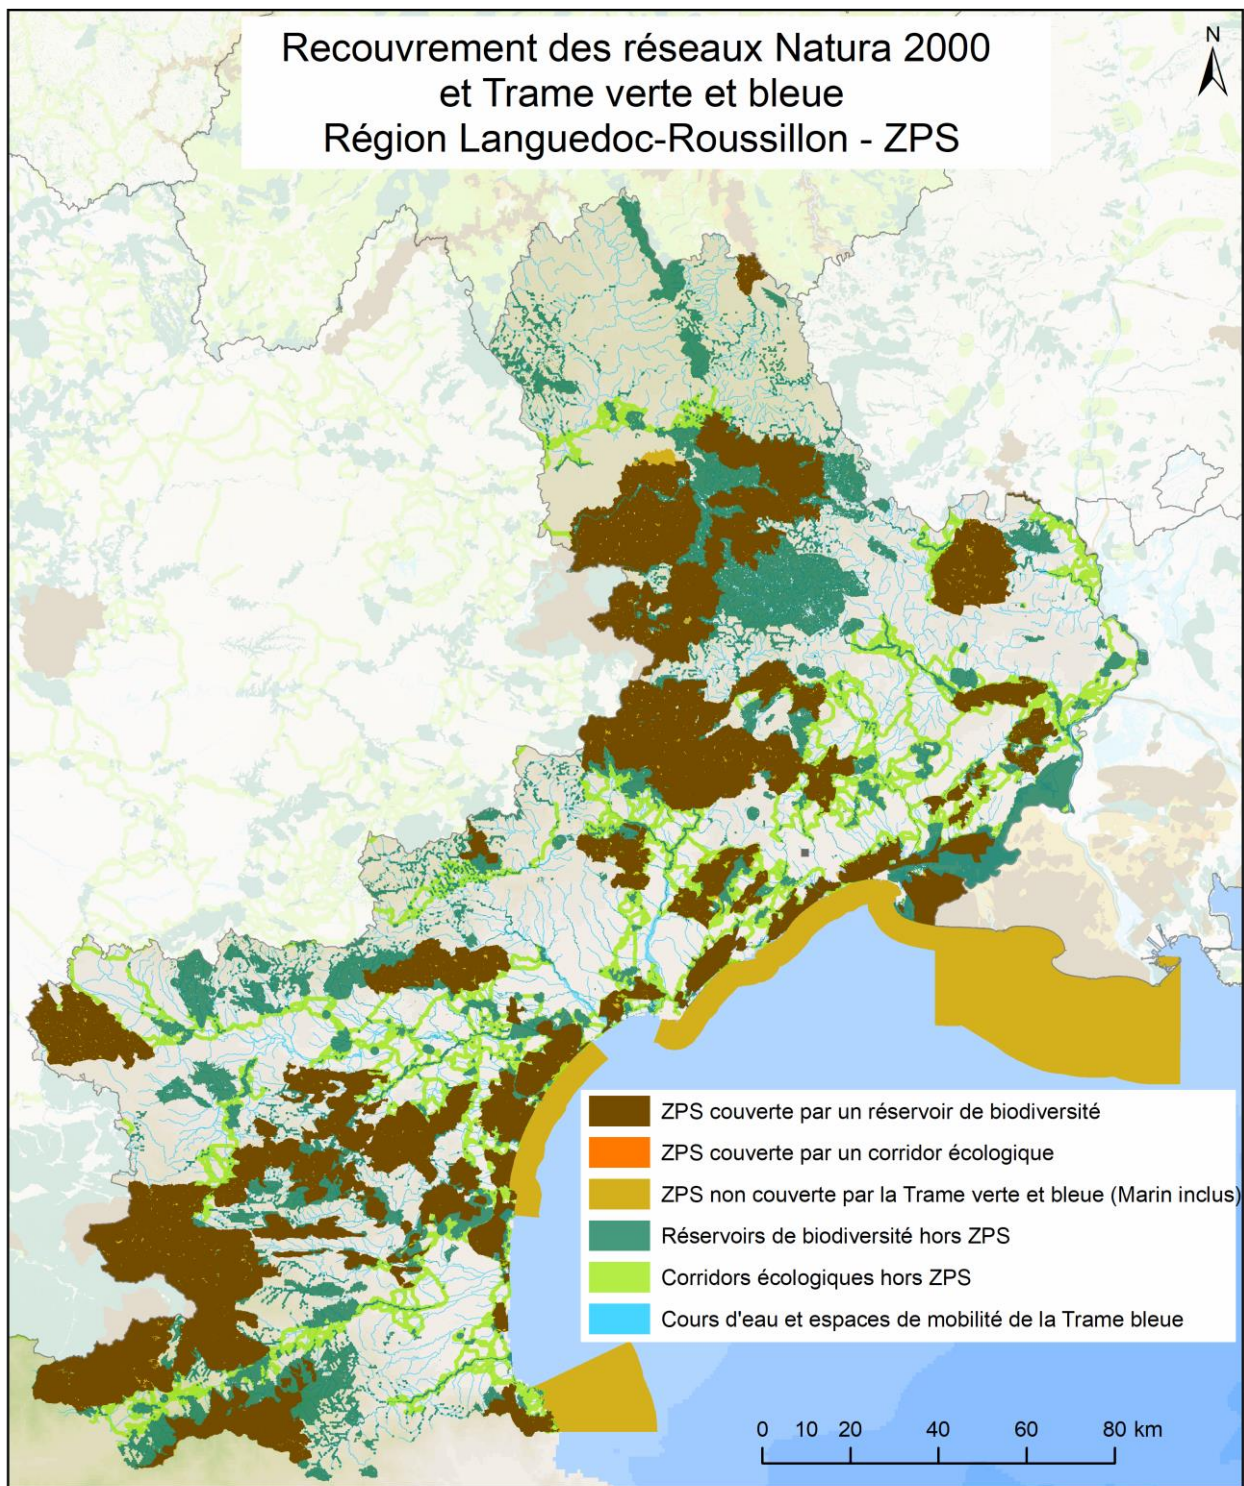 Recouvrement des réseaux Natura 2000
et Trame verte et bleue
Région Languedoc-Roussillon - ZPS
N
ZPS couverte par un réservoir de biodiversité
ZPS couverte par un corridor écologique
ZPS non couverte par la Trame verte et bleue (Marin inclus)
Réservoirs de biodiversité hors ZPS
Corridors écologiques hors ZPS
Cours d'eau et espaces de mobilité de la Trame bleue
0 10 20 40 60 80 km